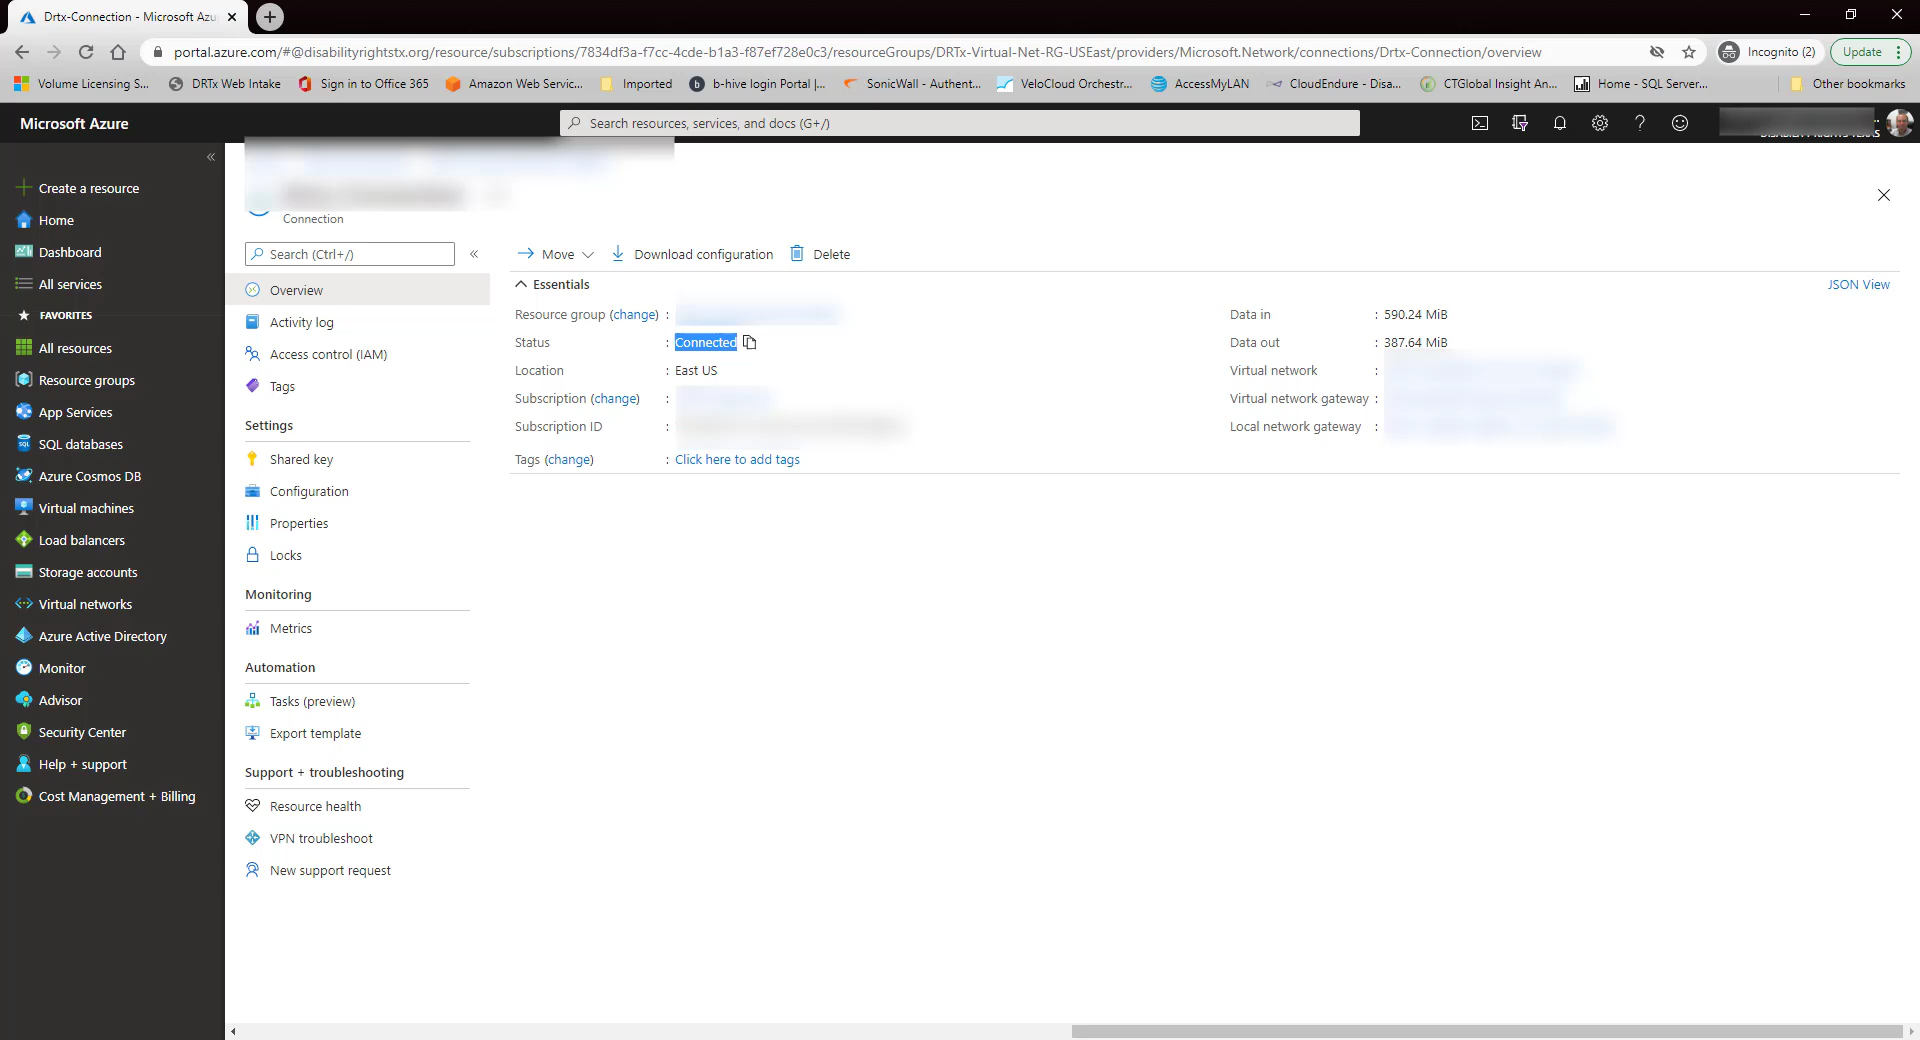 Drtx-Connection - Microsoft Azu
portal.azure.com/#@disabilityrightstx.org/resource/subscriptions/7834df3a-f7cc-4cde-b1a3-f87ef728e0c3/resourceGroups/DRTx-Virtual-Net-RG-USEast/providers/Microsoft.Network/connections/Drtx-Connection/overview
Incognito (2)
Update
Volume Licensing S...
DRTx Web Intake
Sign in to Office 365
Amazon Web Servic...
Imported
b-hive login Portal |...
SonicWall - Authent...
VeloCloud Orchestr...
AccessMyLAN
CloudEndure - Disa...
CTGlobal Insight An...
Home - SQL Server...
Other bookmarks
Microsoft Azure
Search resources, services, and docs (G+/)
Create a resource
Home
Dashboard
All services
FAVORITES
All resources
Resource groups
App Services
SQL databases
Azure Cosmos DB
Virtual machines
Load balancers
Storage accounts
Virtual networks
Azure Active Directory
Monitor
Advisor
Security Center
Help + support
Cost Management + Billing
Connection
Search (Ctrl+/)
Overview
Activity log
Access control (IAM)
Tags
Settings
Shared key
Configuration
Properties
Locks
Monitoring
Metrics
Automation
Tasks (preview)
Export template
Support + troubleshooting
Resource health
VPN troubleshoot
New support request
Move
Download configuration
Delete
Essentials
JSON View
Resource group (change) :
Status : Connected
Location : East US
Subscription (change) :
Subscription ID :
Tags (change) : Click here to add tags
Data in : 590.24 MiB
Data out : 387.64 MiB
Virtual network :
Virtual network gateway :
Local network gateway :